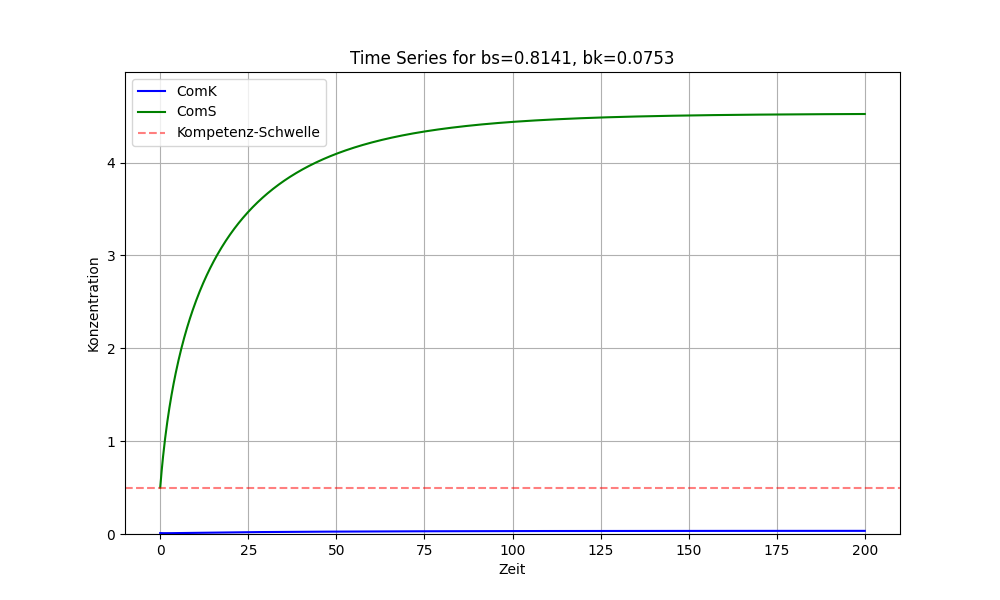 Time Series for bs=0.8141, bk=0.0753
ComK
ComS
Kompetenz-Schwelle
Konzentration
4
3
2
1
0
0 25 50 75 100 125 150 175 200
Zeit